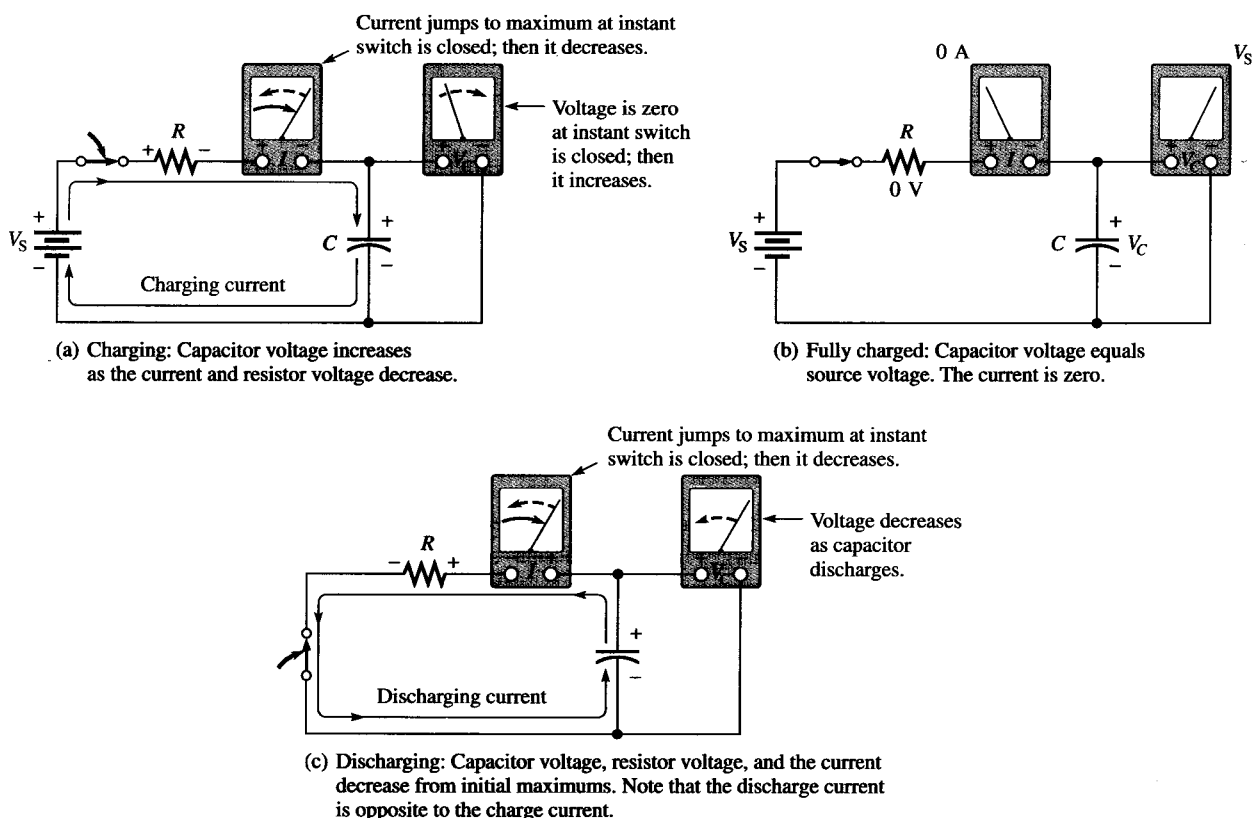 Current jumps to maximum at instant
switch is closed; then it decreases.
0 A
V_S
Voltage is zero
at instant switch
is closed; then
it increases.
R
+ −
+ −
I
+ −
R
0 V
+ −
I
+ −
V_C
+
V_S
−
C
+
−
Charging current
+
V_S
−
C
+
V_C
−
(a) Charging: Capacitor voltage increases
as the current and resistor voltage decrease.
(b) Fully charged: Capacitor voltage equals
source voltage. The current is zero.
Current jumps to maximum at instant
switch is closed; then it decreases.
Voltage decreases
as capacitor
discharges.
R
− +
I
+
−
Discharging current
(c) Discharging: Capacitor voltage, resistor voltage, and the current
decrease from initial maximums. Note that the discharge current
is opposite to the charge current.